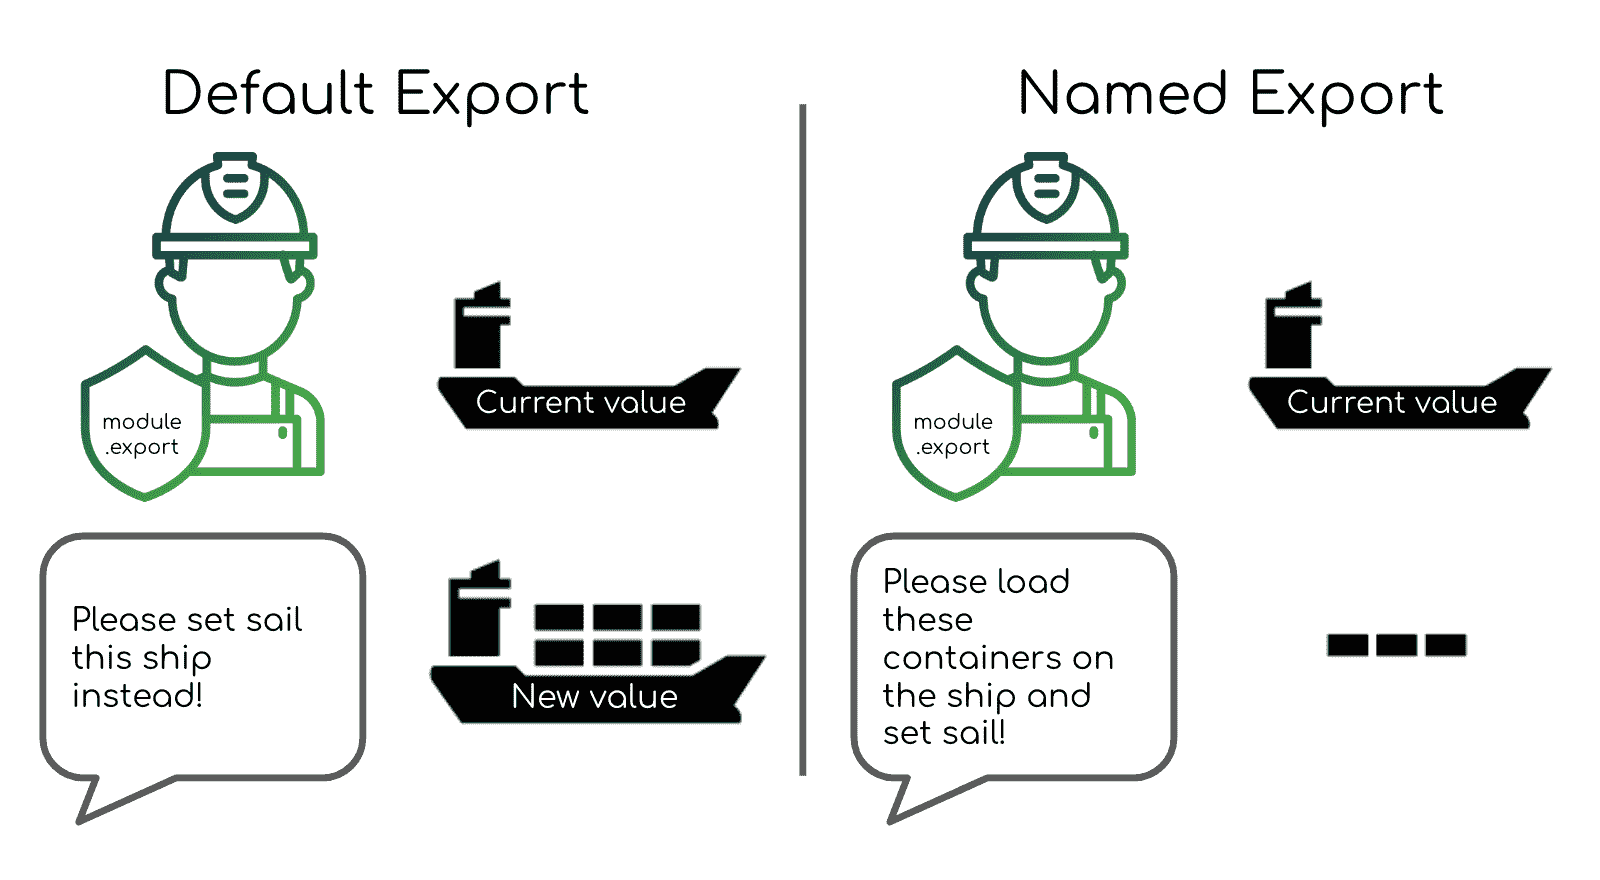 Default Export
module
.export
Current value
Please set sail
this ship
instead!
New value
Named Export
module
.export
Current value
Please load
these
containers on
the ship and
set sail!